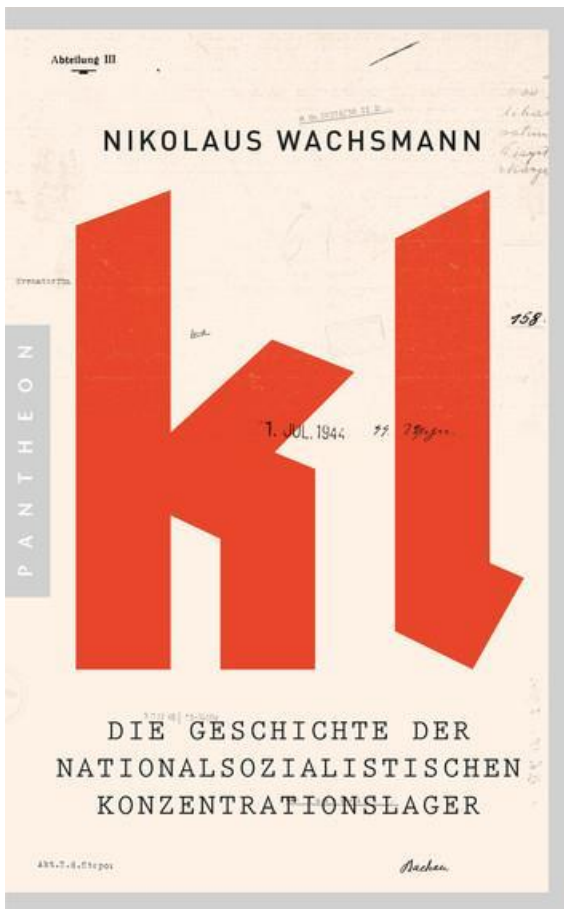 Abteilung III
NIKOLAUS WACHSMANN
kl
158.
1. JUL. 1944
PANTHEON
DIE GESCHICHTE DER
NATIONALSOZIALISTISCHEN
KONZENTRATIONSLAGER
Dachau